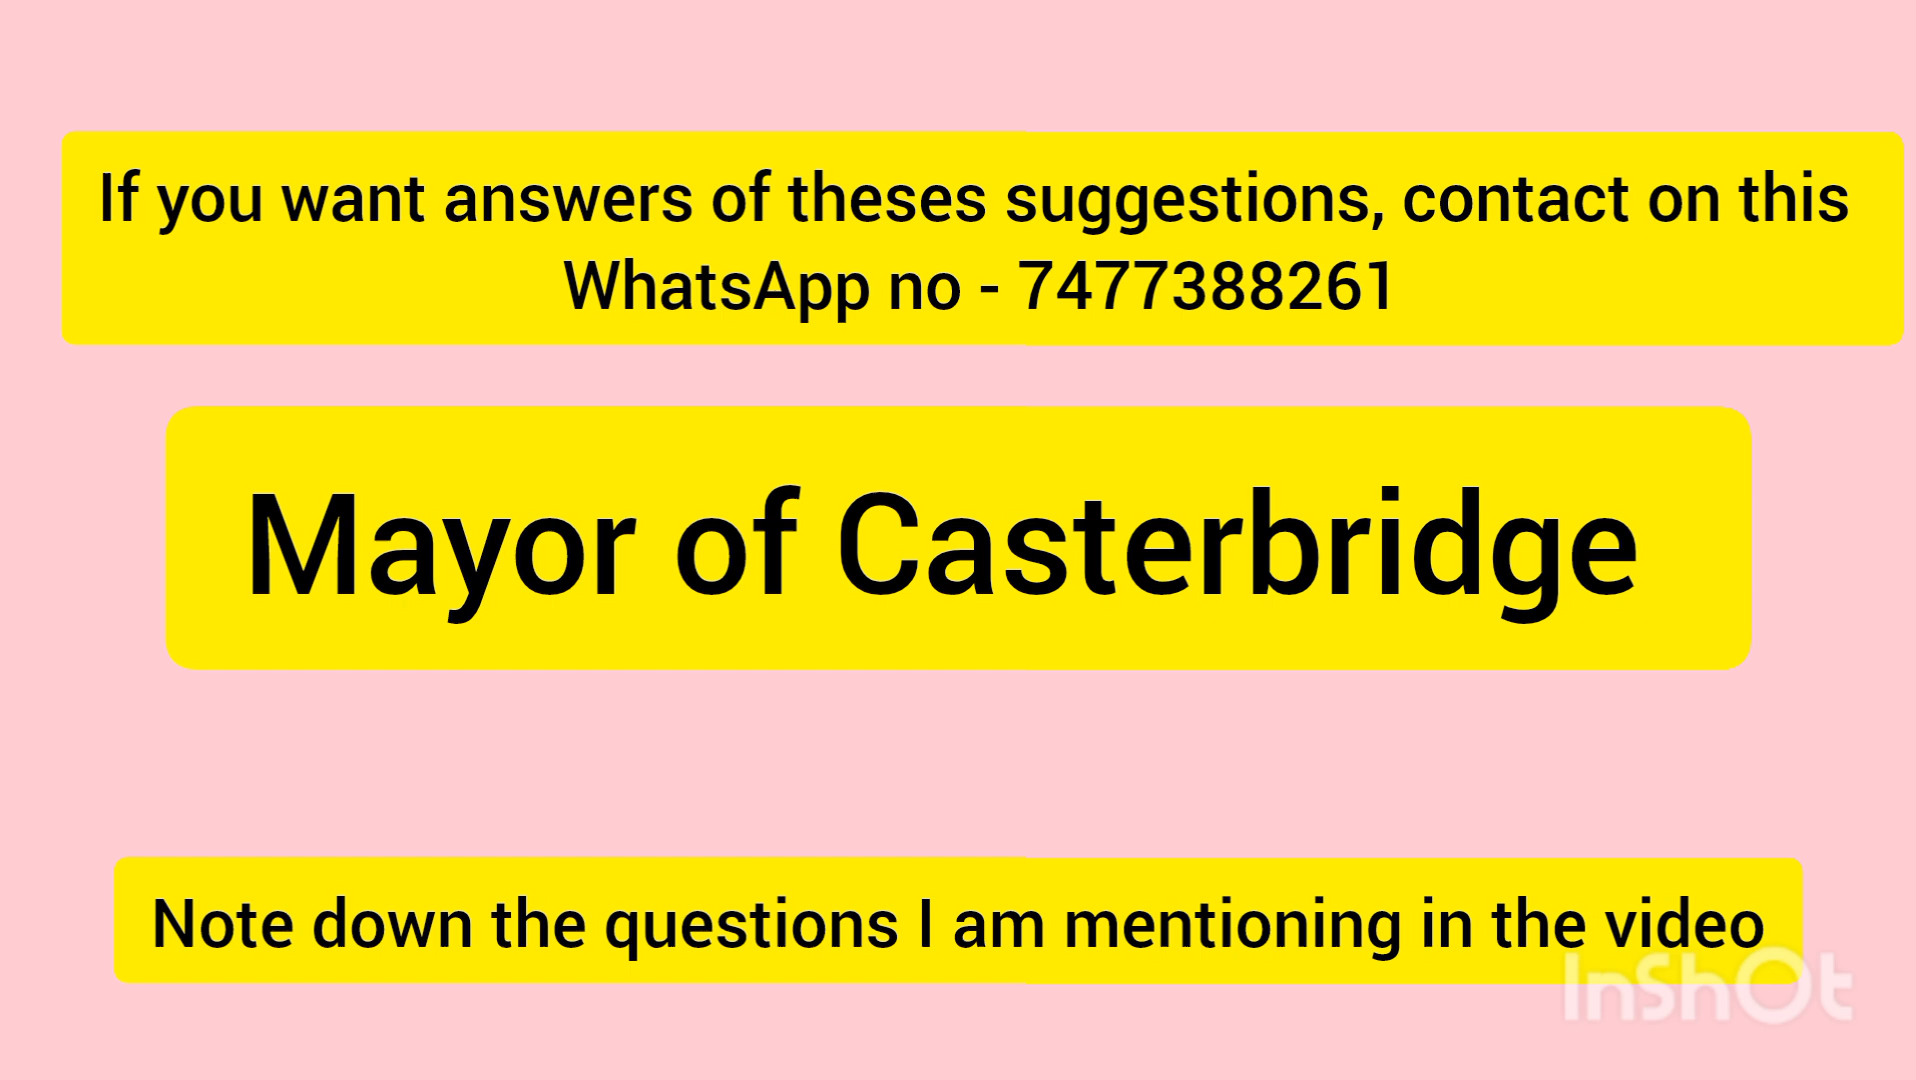 If you want answers of theses suggestions, contact on this
WhatsApp no - 7477388261
Mayor of Casterbridge
Note down the questions I am mentioning in the video
InShOt